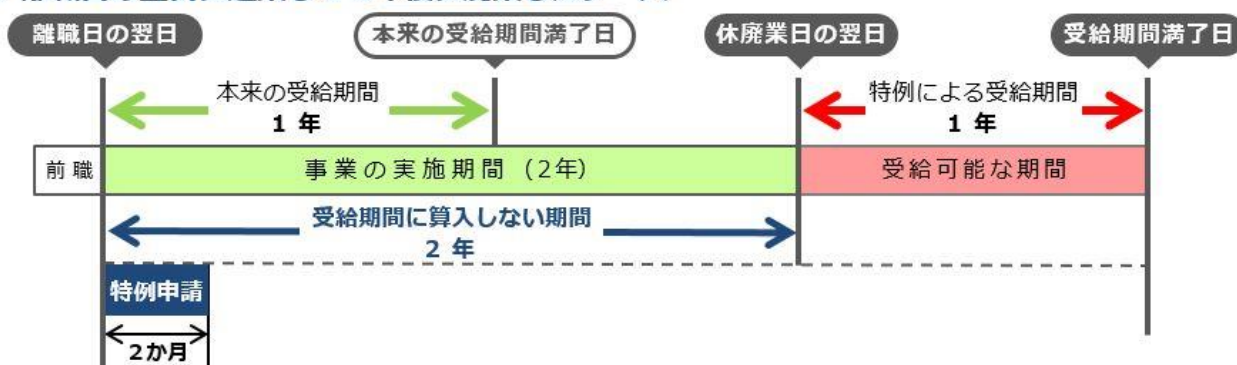 離職日の翌日
本来の受給期間満了日
休廃業日の翌日
受給期間満了日
本来の受給期間
1 年
特例による受給期間
1 年
前職
事業の実施期間(2年)
受給可能な期間
受給期間に算入しない期間
2 年
特例申請
2か月